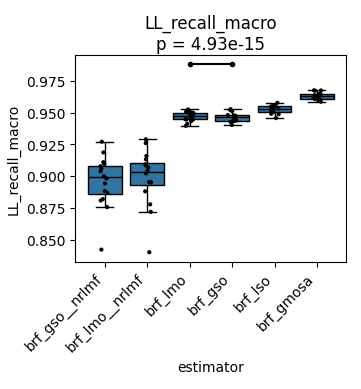 LL_recall_macro
p = 4.93e-15
LL_recall_macro
0.975
0.950
0.925
0.900
0.875
0.850
brf_gso__nrlmf
brf_lmo__nrlmf
brf_lmo
brf_gso
brf_lso
brf_gmosa
estimator